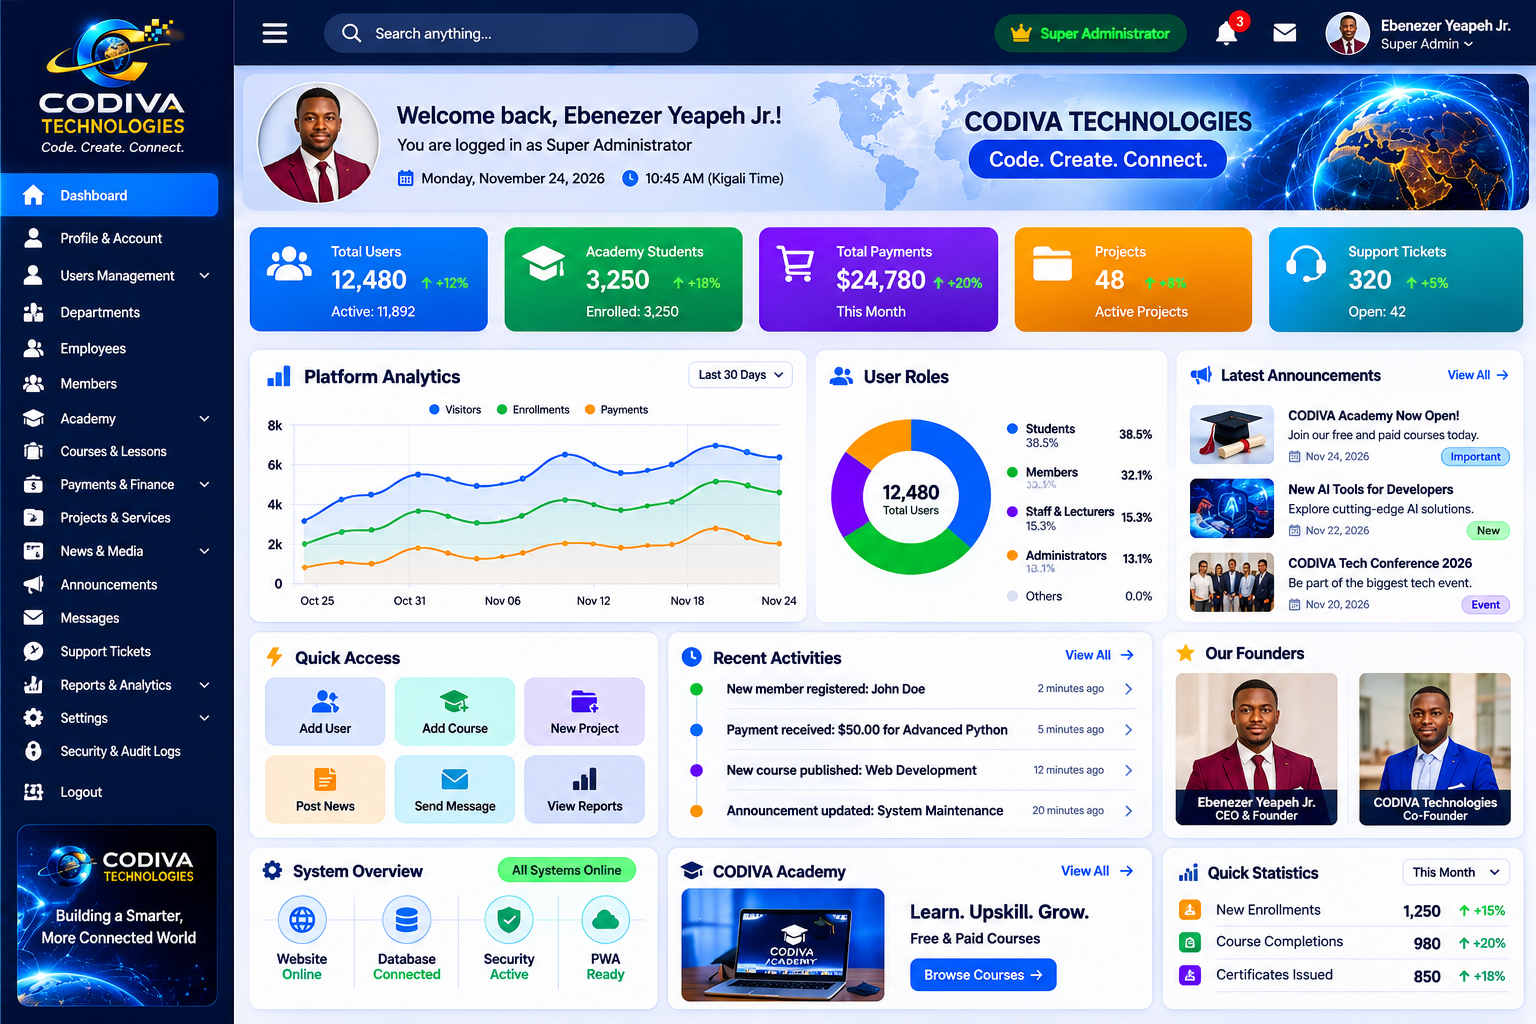 CODIVA
TECHNOLOGIES
Code. Create. Connect.
Search anything...
Super Administrator
3
Ebenezer Yeapeh Jr.
Super Admin
Dashboard
Profile & Account
Users Management
Departments
Employees
Members
Academy
Courses & Lessons
Payments & Finance
Projects & Services
News & Media
Announcements
Messages
Support Tickets
Reports & Analytics
Settings
Security & Audit Logs
Logout
CODIVA
TECHNOLOGIES
Building a Smarter,
More Connected World
Welcome back, Ebenezer Yeapeh Jr.!
You are logged in as Super Administrator
Monday, November 24, 2026 10:45 AM (Kigali Time)
CODIVA TECHNOLOGIES
Code. Create. Connect.
Total Users
12,480 +12%
Active: 11,892
Academy Students
3,250 +18%
Enrolled: 3,250
Total Payments
$24,780 +20%
This Month
Projects
48 +8%
Active Projects
Support Tickets
320 +5%
Open: 42
Platform Analytics
Last 30 Days
Visitors Enrollments Payments
8k
6k
4k
2k
0
Oct 25 Oct 31 Nov 06 Nov 12 Nov 18 Nov 24
User Roles
12,480
Total Users
Students 38.5%
38.5%
Members 32.1%
Staff & Lecturers 15.3%
15.3%
Administrators 13.1%
Others 0.0%
Latest Announcements
View All
CODIVA Academy Now Open!
Join our free and paid courses today.
Nov 24, 2026 Important
New AI Tools for Developers
Explore cutting-edge AI solutions.
Nov 22, 2026 New
CODIVA Tech Conference 2026
Be part of the biggest tech event.
Nov 20, 2026 Event
A
Quick Access
Add User
Add Course
New Project
Post News
Send Message
View Reports
Recent Activities
View All
New member registered: John Doe 2 minutes ago
Payment received: $50.00 for Advanced Python 5 minutes ago
New course published: Web Development 12 minutes ago
Announcement updated: System Maintenance 20 minutes ago
Our Founders
Ebenezer Yeapeh Jr.
CEO & Founder
CODIVA Technologies
Co-Founder
System Overview
All Systems Online
Website
Online
Database
Connected
Security
Active
PWA
Ready
CODIVA Academy
View All
CODIVA
ACADEMY
Learn. Upskill. Grow.
Free & Paid Courses
Browse Courses
Quick Statistics
This Month
New Enrollments 1,250 +15%
Course Completions 980 +20%
Certificates Issued 850 +18%